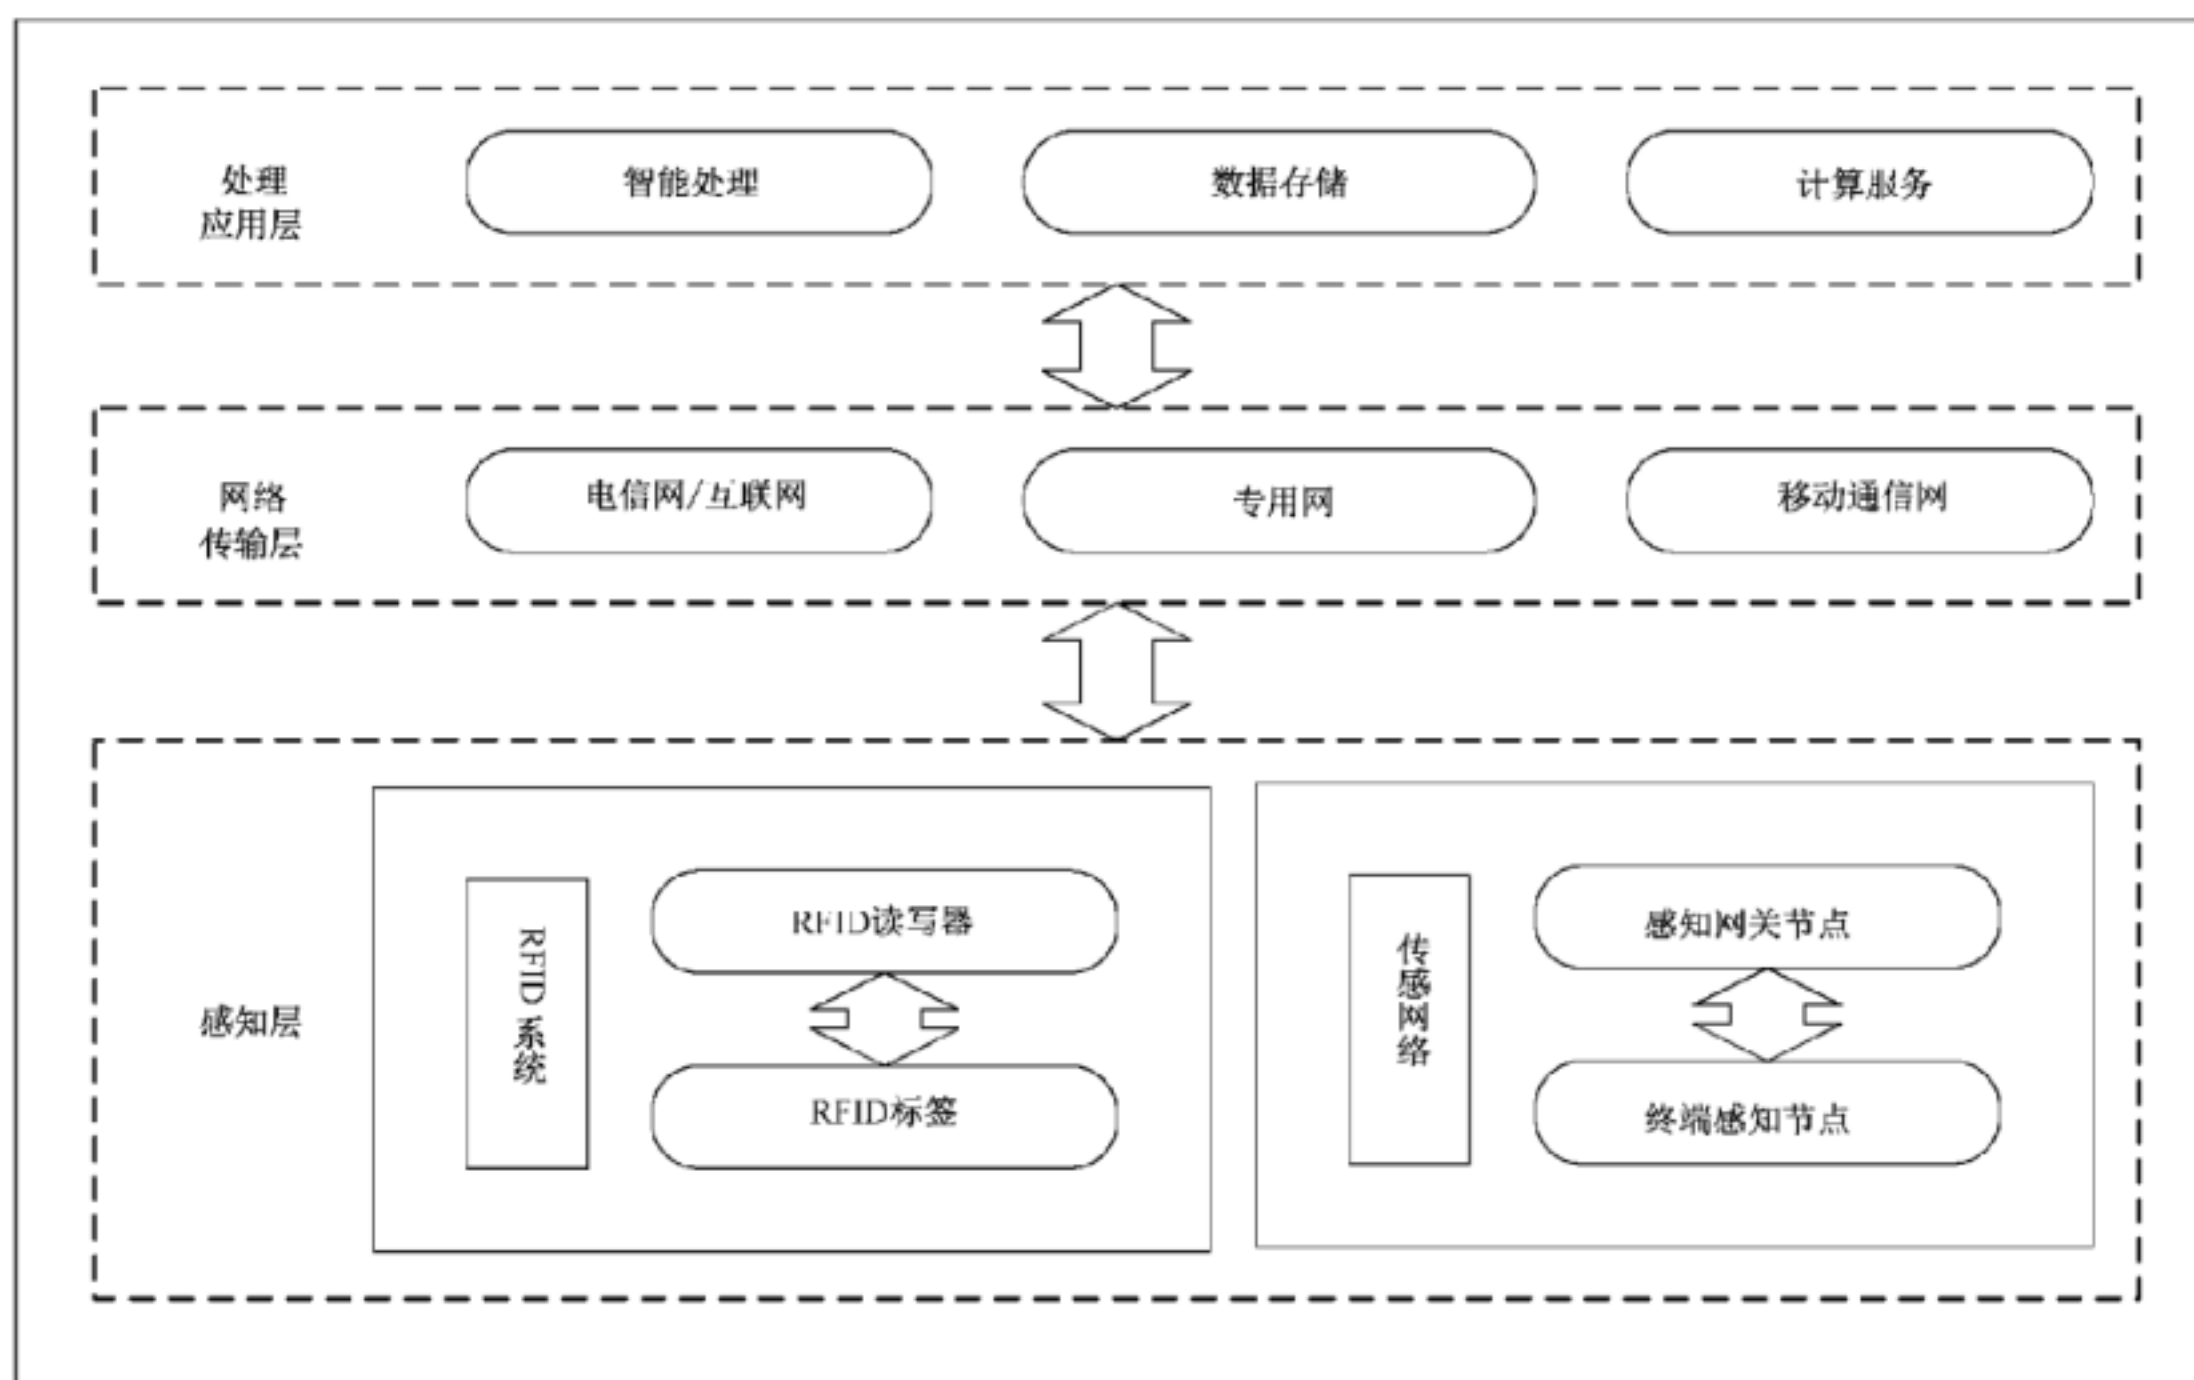 处理
应用层
智能处理
数据存储
计算服务
网络
传输层
电信网/互联网
专用网
移动通信网
感知层
RFID系统
RFID读写器
RFID标签
传感网络
感知网关节点
终端感知节点